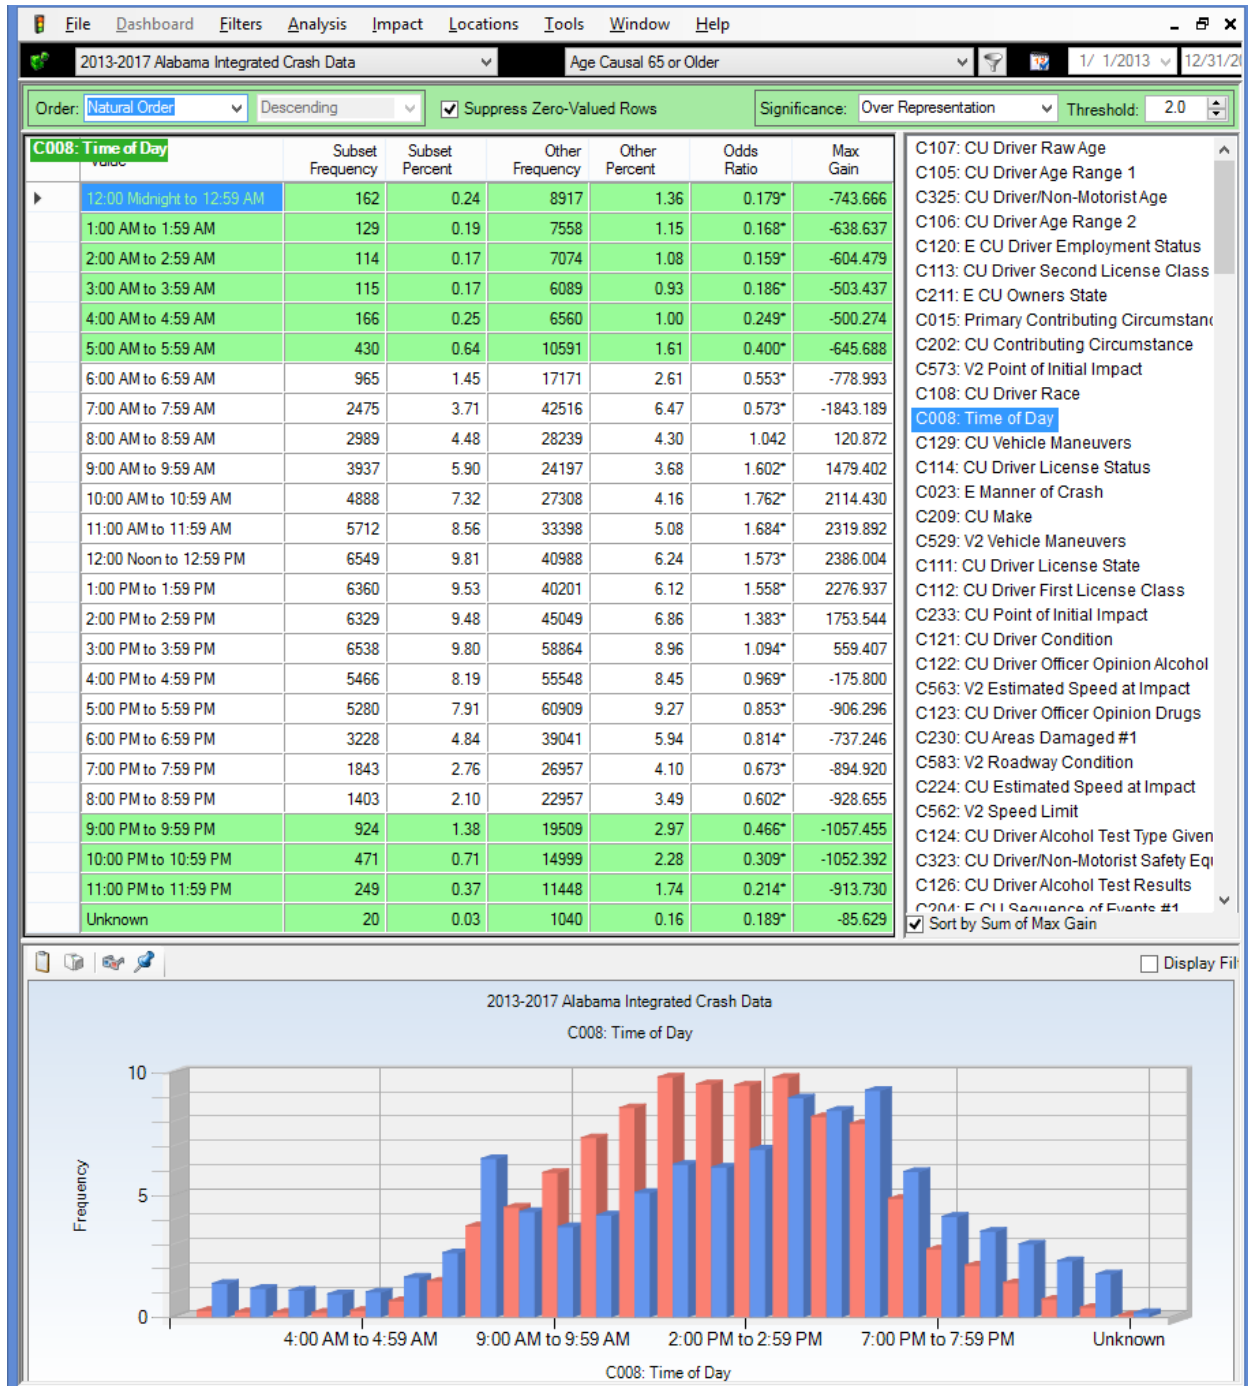 File Dashboard Filters Analysis Impact Locations Tools Window Help
2013-2017 Alabama Integrated Crash Data Age Causal 65 or Older 1/ 1/2013 12/31/20
Order: Natural Order Descending Suppress Zero-Valued Rows Significance: Over Representation Threshold: 2.0
C008: Time of Day Subset Frequency Subset Percent Other Frequency Other Percent Odds Ratio Max Gain
12:00 Midnight to 12:59 AM 162 0.24 8917 1.36 0.179* -743.666
1:00 AM to 1:59 AM 129 0.19 7558 1.15 0.168* -638.637
2:00 AM to 2:59 AM 114 0.17 7074 1.08 0.159* -604.479
3:00 AM to 3:59 AM 115 0.17 6089 0.93 0.186* -503.437
4:00 AM to 4:59 AM 166 0.25 6560 1.00 0.249* -500.274
5:00 AM to 5:59 AM 430 0.64 10591 1.61 0.400* -645.688
6:00 AM to 6:59 AM 965 1.45 17171 2.61 0.553* -778.993
7:00 AM to 7:59 AM 2475 3.71 42516 6.47 0.573* -1843.189
8:00 AM to 8:59 AM 2989 4.48 28239 4.30 1.042 120.872
9:00 AM to 9:59 AM 3937 5.90 24197 3.68 1.602* 1479.402
10:00 AM to 10:59 AM 4888 7.32 27308 4.16 1.762* 2114.430
11:00 AM to 11:59 AM 5712 8.56 33398 5.08 1.684* 2319.892
12:00 Noon to 12:59 PM 6549 9.81 40988 6.24 1.573* 2386.004
1:00 PM to 1:59 PM 6360 9.53 40201 6.12 1.558* 2276.937
2:00 PM to 2:59 PM 6329 9.48 45049 6.86 1.383* 1753.544
3:00 PM to 3:59 PM 6538 9.80 58864 8.96 1.094* 559.407
4:00 PM to 4:59 PM 5466 8.19 55548 8.45 0.969* -175.800
5:00 PM to 5:59 PM 5280 7.91 60909 9.27 0.853* -906.296
6:00 PM to 6:59 PM 3228 4.84 39041 5.94 0.814* -737.246
7:00 PM to 7:59 PM 1843 2.76 26957 4.10 0.673* -894.920
8:00 PM to 8:59 PM 1403 2.10 22957 3.49 0.602* -928.655
9:00 PM to 9:59 PM 924 1.38 19509 2.97 0.466* -1057.455
10:00 PM to 10:59 PM 471 0.71 14999 2.28 0.309* -1052.392
11:00 PM to 11:59 PM 249 0.37 11448 1.74 0.214* -913.730
Unknown 20 0.03 1040 0.16 0.189* -85.629
C107: CU Driver Raw Age
C105: CU Driver Age Range 1
C325: CU Driver/Non-Motorist Age
C106: CU Driver Age Range 2
C120: E CU Driver Employment Status
C113: CU Driver Second License Class
C211: E CU Owners State
C015: Primary Contributing Circumstanc
C202: CU Contributing Circumstance
C573: V2 Point of Initial Impact
C108: CU Driver Race
C008: Time of Day
C129: CU Vehicle Maneuvers
C114: CU Driver License Status
C023: E Manner of Crash
C209: CU Make
C529: V2 Vehicle Maneuvers
C111: CU Driver License State
C112: CU Driver First License Class
C233: CU Point of Initial Impact
C121: CU Driver Condition
C122: CU Driver Officer Opinion Alcohol
C563: V2 Estimated Speed at Impact
C123: CU Driver Officer Opinion Drugs
C230: CU Areas Damaged #1
C583: V2 Roadway Condition
C224: CU Estimated Speed at Impact
C562: V2 Speed Limit
C124: CU Driver Alcohol Test Type Given
C323: CU Driver/Non-Motorist Safety Equ
C126: CU Driver Alcohol Test Results
C204: E CU Sequence of Events #1
Sort by Sum of Max Gain
Display Filt
2013-2017 Alabama Integrated Crash Data
C008: Time of Day
10
5
0
Frequency
4:00 AM to 4:59 AM 9:00 AM to 9:59 AM 2:00 PM to 2:59 PM 7:00 PM to 7:59 PM Unknown
C008: Time of Day